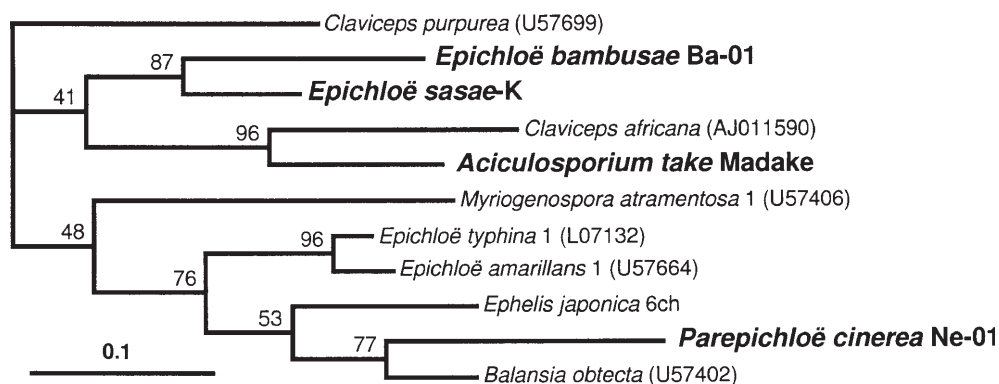 Claviceps purpurea (U57699)
87
Epichloë bambusae Ba-01
41
Epichloë sasae-K
96
Claviceps africana (AJ011590)
Aciculosporium take Madake
Myriogenospora atramentosa 1 (U57406)
48
96
Epichloë typhina 1 (L07132)
76
Epichloë amarillans 1 (U57664)
Ephelis japonica 6ch
53
Parepichloë cinerea Ne-01
77
0.1
Balansia obtecta (U57402)